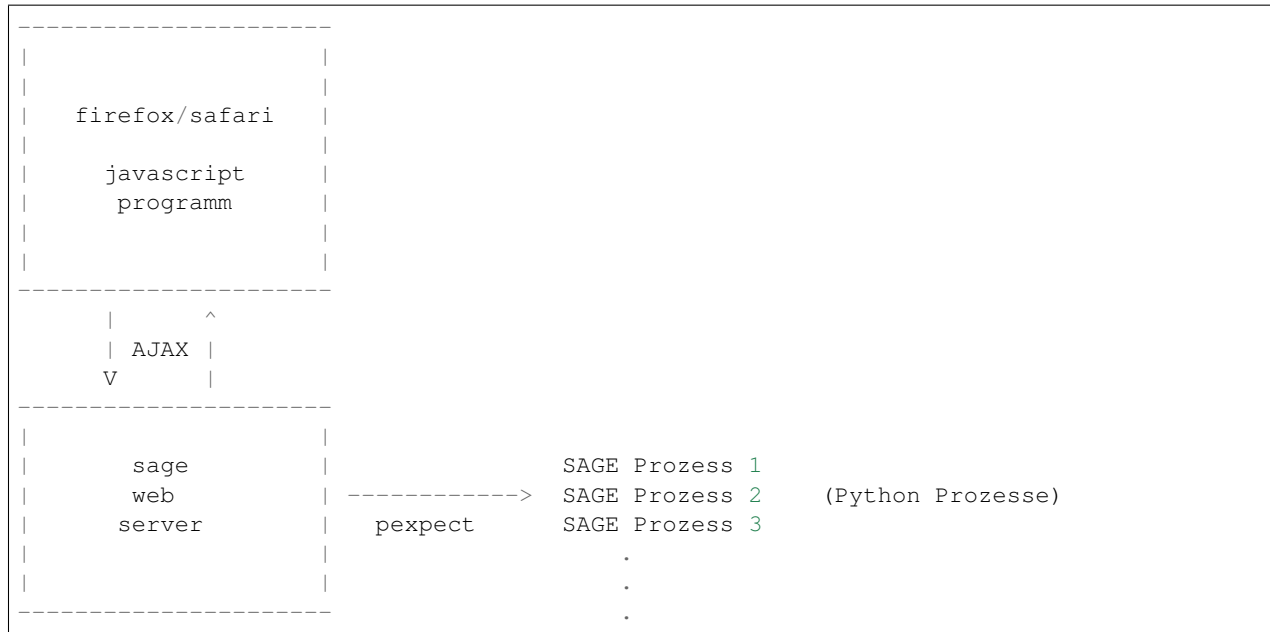 firefox/safari
javascript
programm
^
| AJAX |
V |
sage SAGE Prozess 1
web ------------> SAGE Prozess 2 (Python Prozesse)
server pexpect SAGE Prozess 3
.
.
.